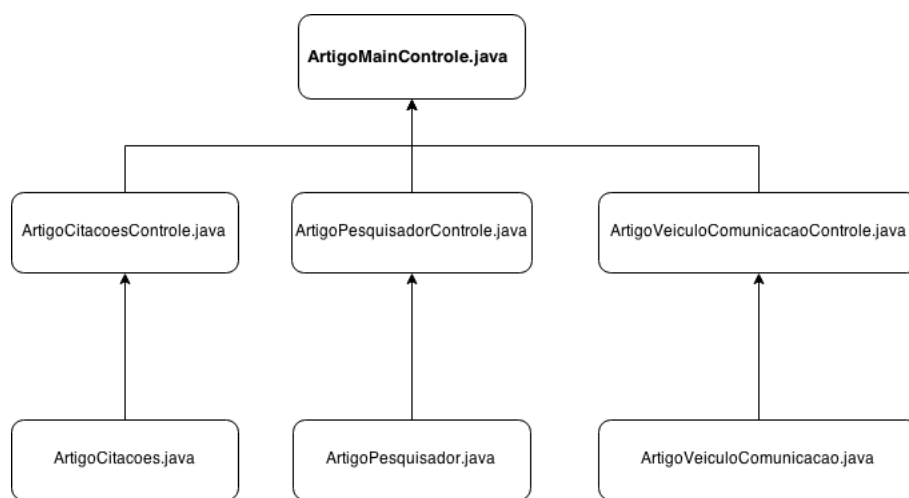 ArtigoMainControle.java
ArtigoCitacoesControle.java
ArtigoPesquisadorControle.java
ArtigoVeiculoComunicacaoControle.java
ArtigoCitacoes.java
ArtigoPesquisador.java
ArtigoVeiculoComunicacao.java